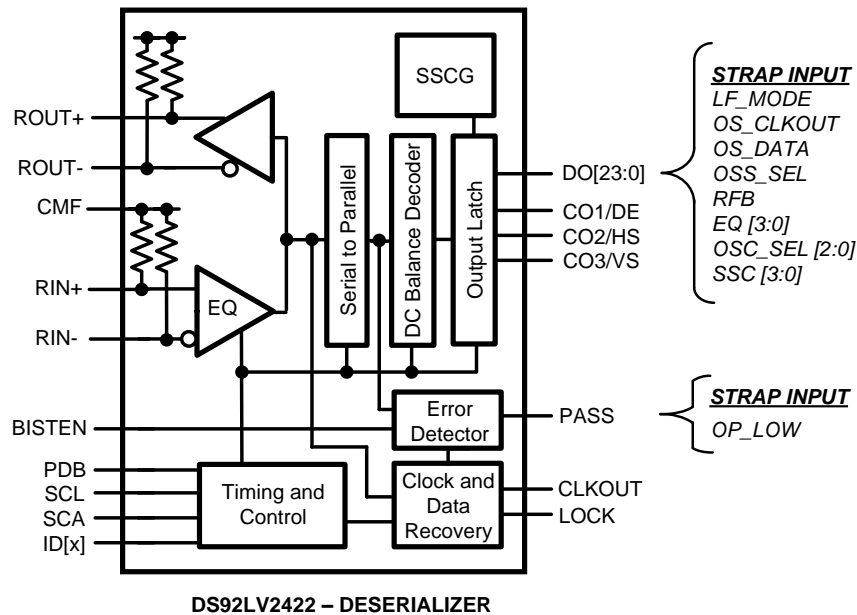 SSCG
STRAP INPUT
LF_MODE
OS_CLKOUT
OS_DATA
OSS_SEL
RFB
EQ [3:0]
OSC_SEL [2:0]
SSC [3:0]
ROUT+
ROUT-
CMF
RIN+
RIN-
EQ
Serial to Parallel
DC Balance Decoder
Output Latch
DO[23:0]
CO1/DE
CO2/HS
CO3/VS
STRAP INPUT
OP_LOW
BISTEN
Error
Detector
PASS
PDB
SCL
SCA
ID[x]
Timing and
Control
Clock and
Data
Recovery
CLKOUT
LOCK
DS92LV2422 – DESERIALIZER